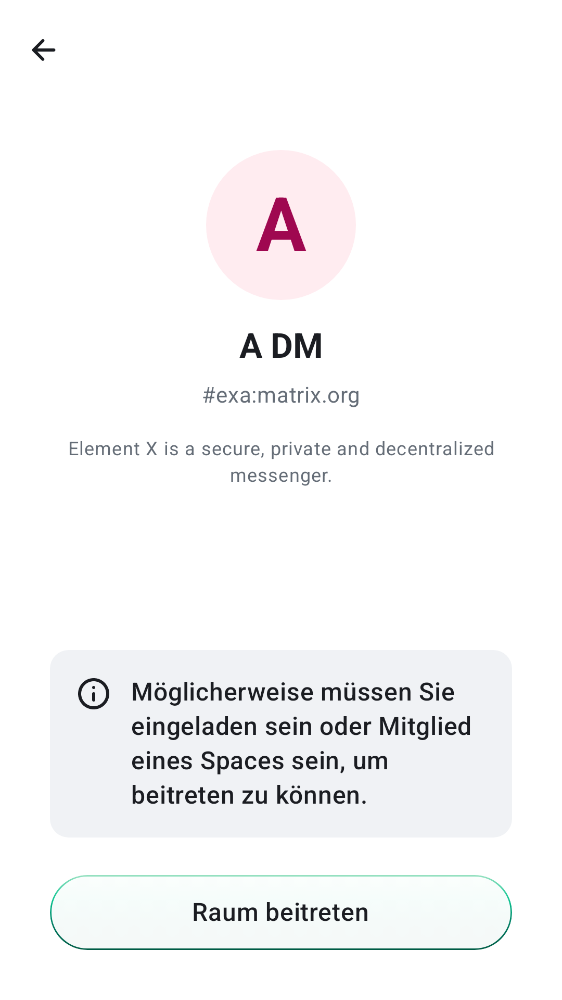 A
A DM
#exa:matrix.org
Element X is a secure, private and decentralized
messenger.
Möglicherweise müssen Sie
eingeladen sein oder Mitglied
eines Spaces sein, um
beitreten zu können.
Raum beitreten